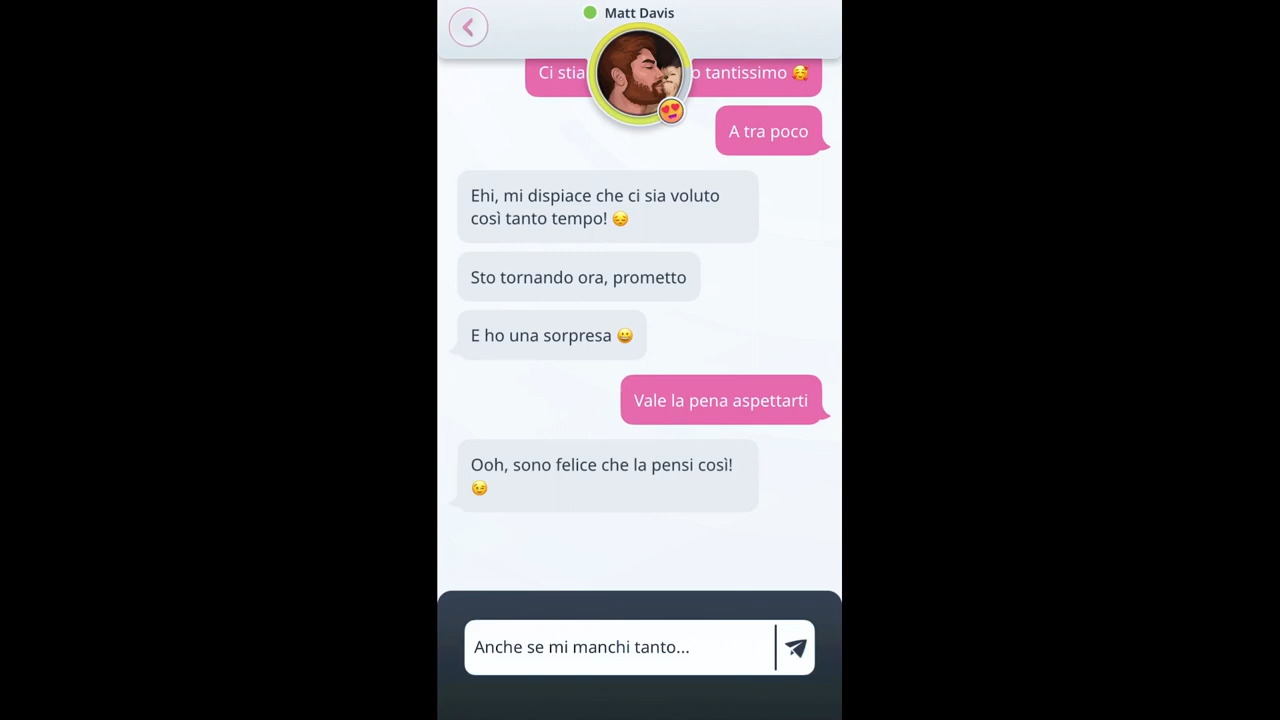 Matt Davis
Ci stia o tantissimo 🥰
A tra poco
Ehi, mi dispiace che ci sia voluto
così tanto tempo! 😔
Sto tornando ora, prometto
E ho una sorpresa 😀
Vale la pena aspettarti
Ooh, sono felice che la pensi così!
😉
Anche se mi manchi tanto...